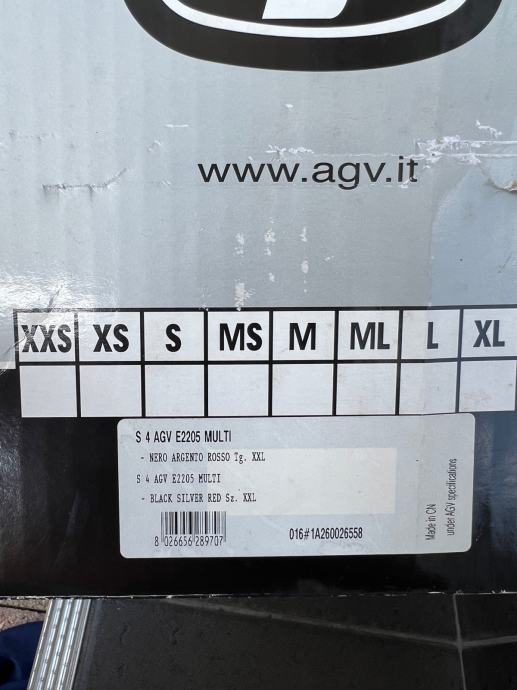 www.agv.it
XXS XS S MS M ML L XL
S 4 AGV E2205 MULTI
- NERO ARGENTO ROSSO Tg. XXL
S 4 AGV E2205 MULTI
- BLACK SILVER RED Sz. XXL
8 026656 289707
016#1A260026558
Made in CN
under AGV specifications